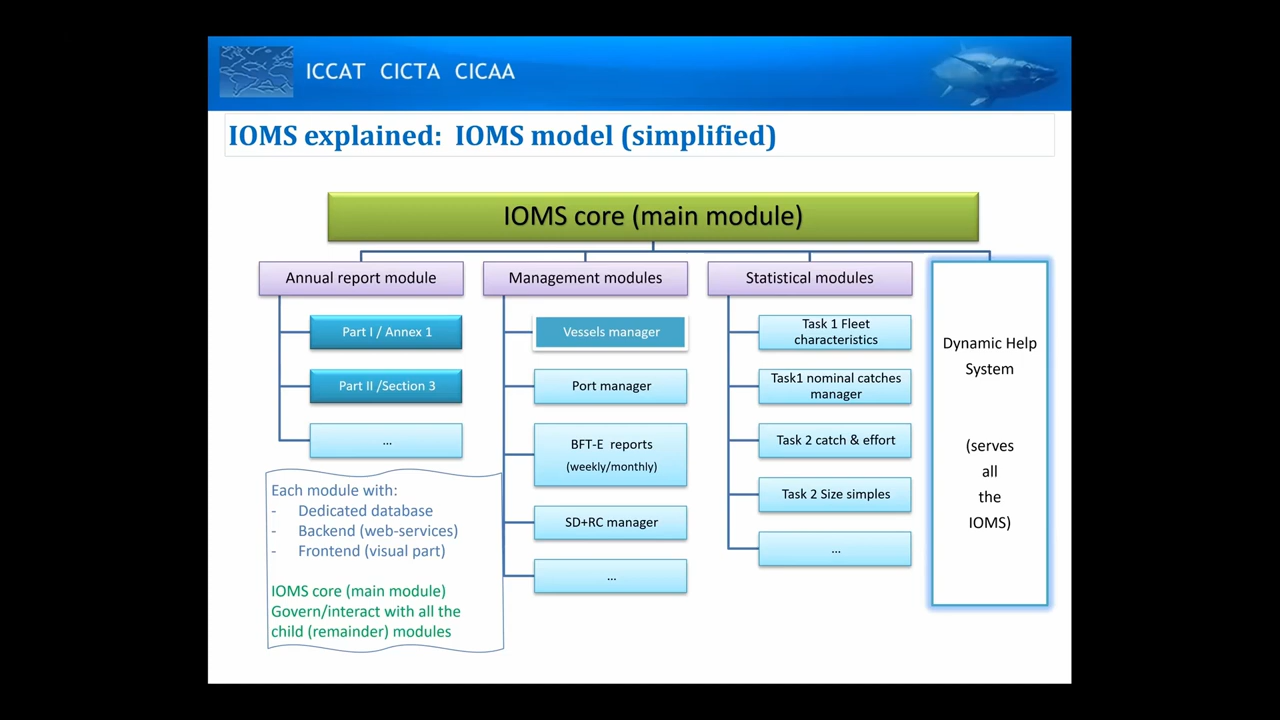 ICCAT CICTA CICAA
IOMS explained: IOMS model (simplified)
IOMS core (main module)
Annual report module
Part I / Annex 1
Part II /Section 3
...
Management modules
Vessels manager
Port manager
BFT-E reports
(weekly/monthly)
SD+RC manager
...
Statistical modules
Task 1 Fleet
characteristics
Task1 nominal catches
manager
Task 2 catch & effort
Task 2 Size simples
...
Dynamic Help
System
(serves
all
the
IOMS)
Each module with:
- Dedicated database
- Backend (web-services)
- Frontend (visual part)
IOMS core (main module)
Govern/interact with all the
child (remainder) modules